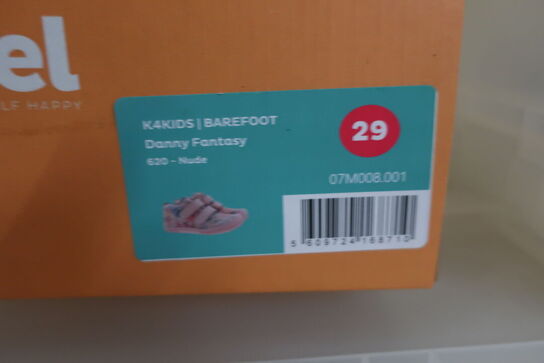 el
LF HAPPY
K4KIDS | BAREFOOT
Danny Fantasy
620 - Nude
29
07M008.001
5 609724 168710